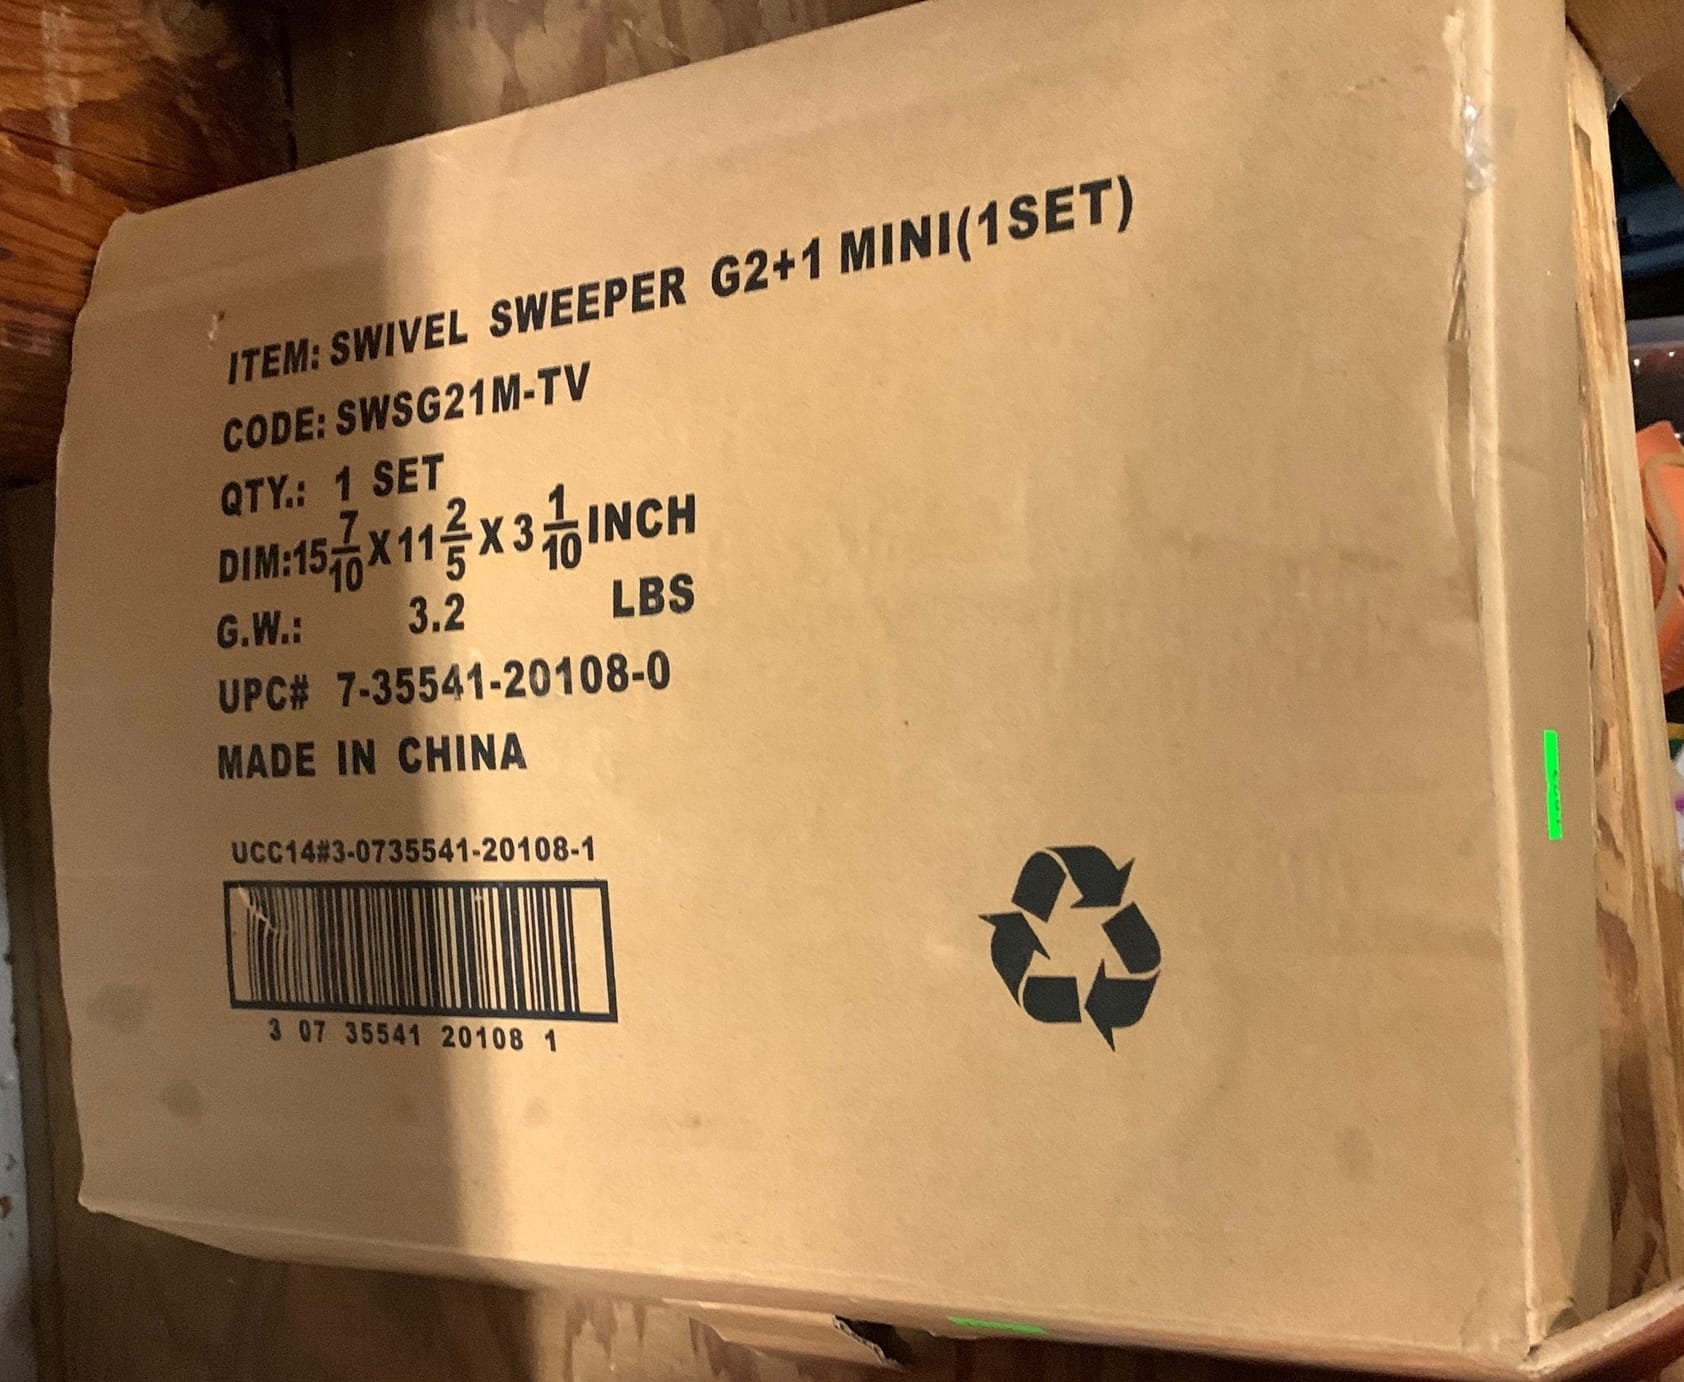 ITEM: SWIVEL SWEEPER G2+1 MINI(1SET)
CODE: SWSG21M-TV
QTY.: 1 SET
DIM:15 7/10 X 11 2/5 X 3 1/10 INCH
G.W.: 3.2 LBS
UPC# 7-35541-20108-0
MADE IN CHINA
UCC14#3-0735541-20108-1
3 07 35541 20108 1